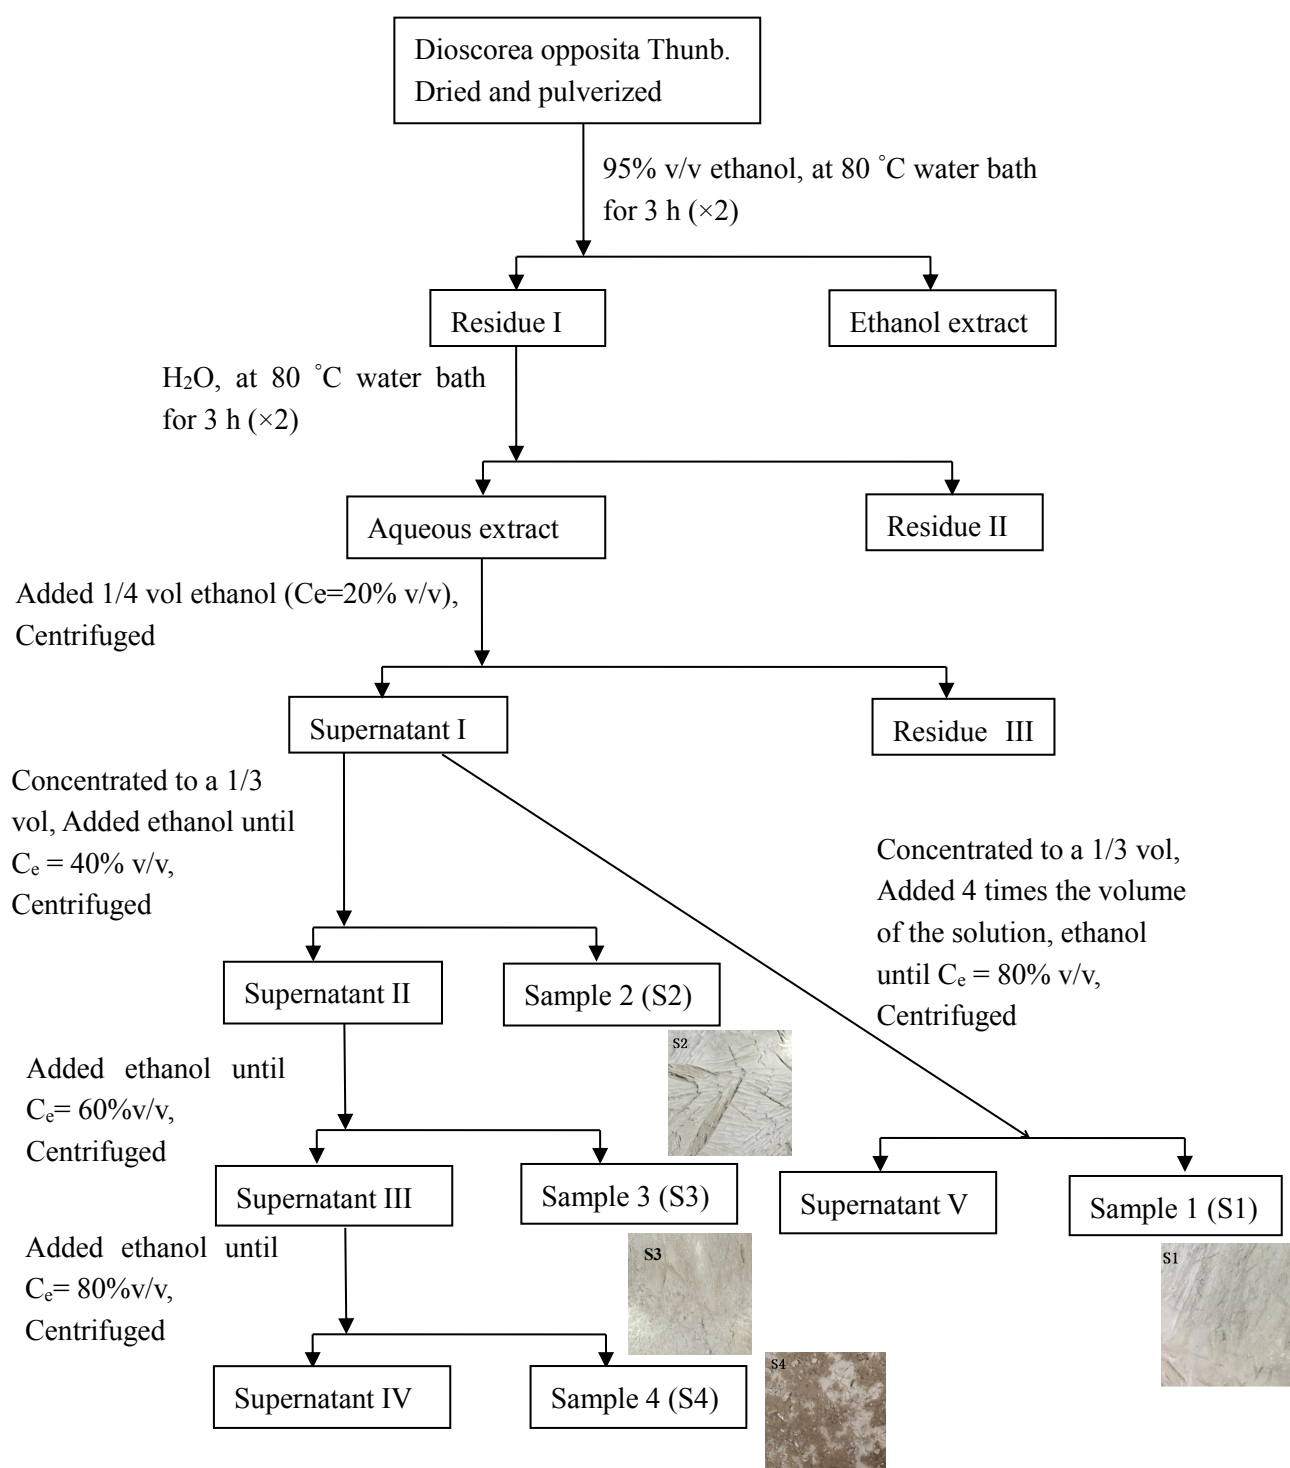 Dioscorea opposita Thunb.
Dried and pulverized
95% v/v ethanol, at 80 °C water bath
for 3 h (×2)
Residue I
Ethanol extract
H₂O, at 80 °C water bath
for 3 h (×2)
Aqueous extract
Residue II
Added 1/4 vol ethanol (Ce=20% v/v),
Centrifuged
Supernatant I
Residue III
Concentrated to a 1/3
vol, Added ethanol until
Cₑ = 40% v/v,
Centrifuged
Concentrated to a 1/3 vol,
Added 4 times the volume
of the solution, ethanol
until Cₑ = 80% v/v,
Centrifuged
Supernatant II
Sample 2 (S2)
S2
Added ethanol until
Cₑ= 60%v/v,
Centrifuged
Supernatant III
Sample 3 (S3)
Supernatant V
Sample 1 (S1)
S3
S1
Added ethanol until
Cₑ= 80%v/v,
Centrifuged
Supernatant IV
Sample 4 (S4)
S4